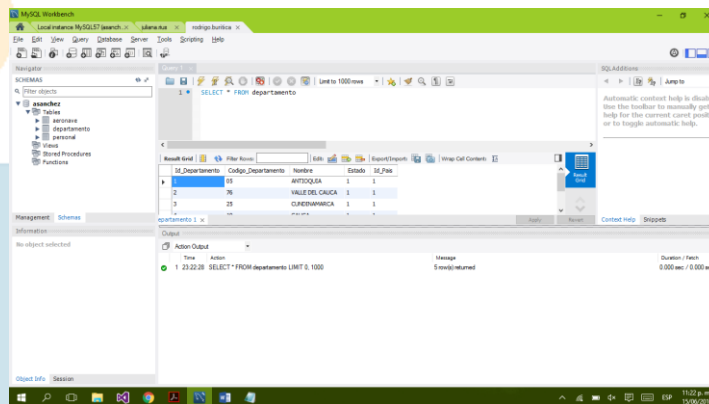 MySQL Workbench
Local instance MySQL57 (asanch x
juliana.rua x
rodrigo.buritica x
File Edit View Query Database Server Tools Scripting Help
Navigator
SCHEMAS
Filter objects
asanchez
Tables
aeronave
departamento
personal
Views
Stored Procedures
Functions
Management Schemas
Information
No object selected
Object Info Session
Query 1
Limit to 1000 rows
1 SELECT * FROM departamento
Result Grid Filter Rows: Edit: Export/Import: Wrap Cell Content:
Id_Departamento Codigo_Departamento Nombre Estado Id_Pais
1 05 ANTIOQUIA 1 1
2 76 VALLE DEL CAUCA 1 1
3 25 CUNDINAMARCA 1 1
Result
Grid
epartamento 1 x
Apply Revert
Output
Action Output
Time Action Message Duration / Fetch
1 23:22:28 SELECT * FROM departamento LIMIT 0, 1000 5 row(s) returned 0.000 sec / 0.000 se
SQLAdditions
Jump to
Automatic context help is disabl
Use the toolbar to manually get
help for the current caret posit
or to toggle automatic help.
Context Help Snippets
ESP
11:22 p. m